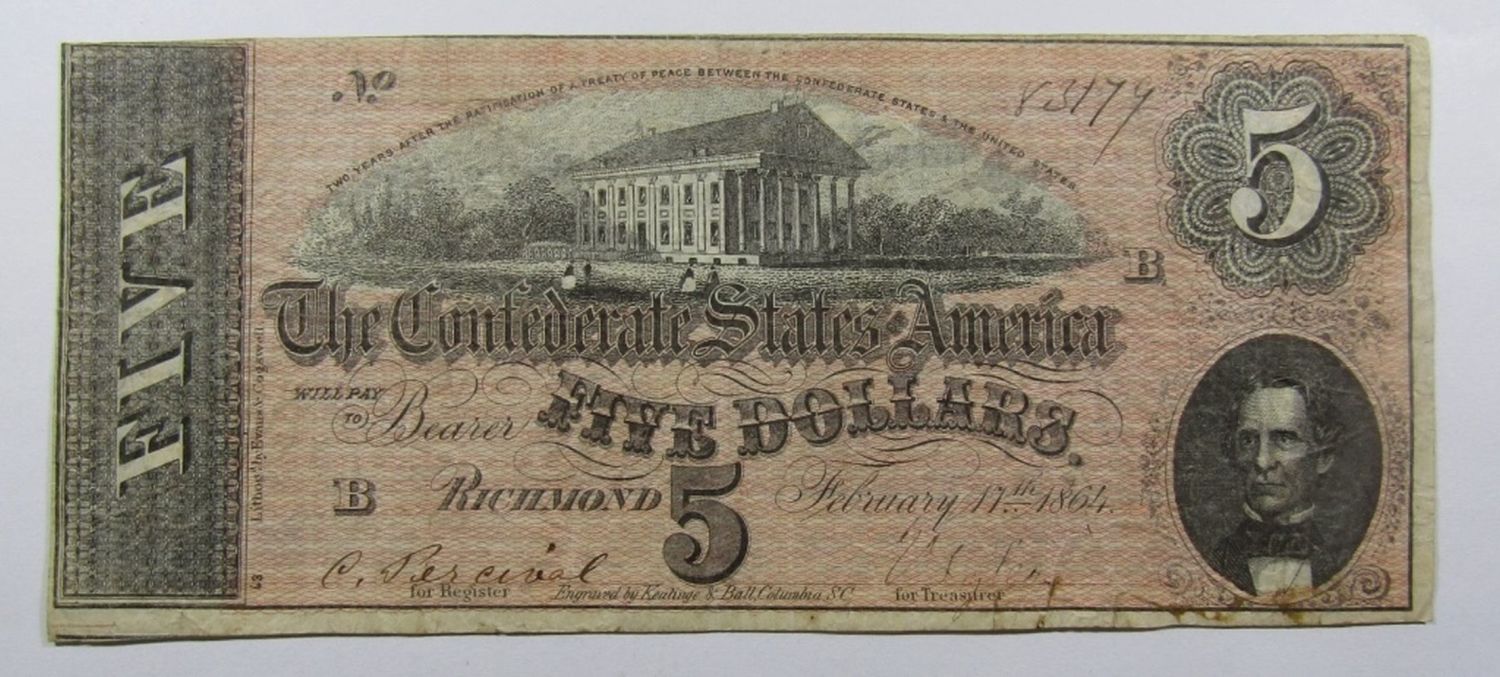 No 83179
TWO YEARS AFTER THE RATIFICATION OF A TREATY OF PEACE BETWEEN THE CONFEDERATE STATES & THE UNITED STATES
5
FIVE
B
The Confederate States of America
WILL PAY
TO Bearer FIVE DOLLARS.
B RICHMOND 5 February 17th 1864.
C. Percival
for Register Engraved by Keatinge & Ball, Columbia S.C. for Treasurer
Lithog'd by Evans & Cogswell